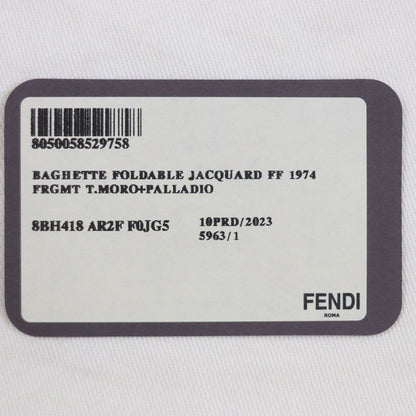 8050058529758
BAGHETTE FOLDABLE JACQUARD FF 1974
FRGMT T.MORO+PALLADIO
8BH418 AR2F F0JG5
10PRD/2023
5963/1
FENDI
ROMA